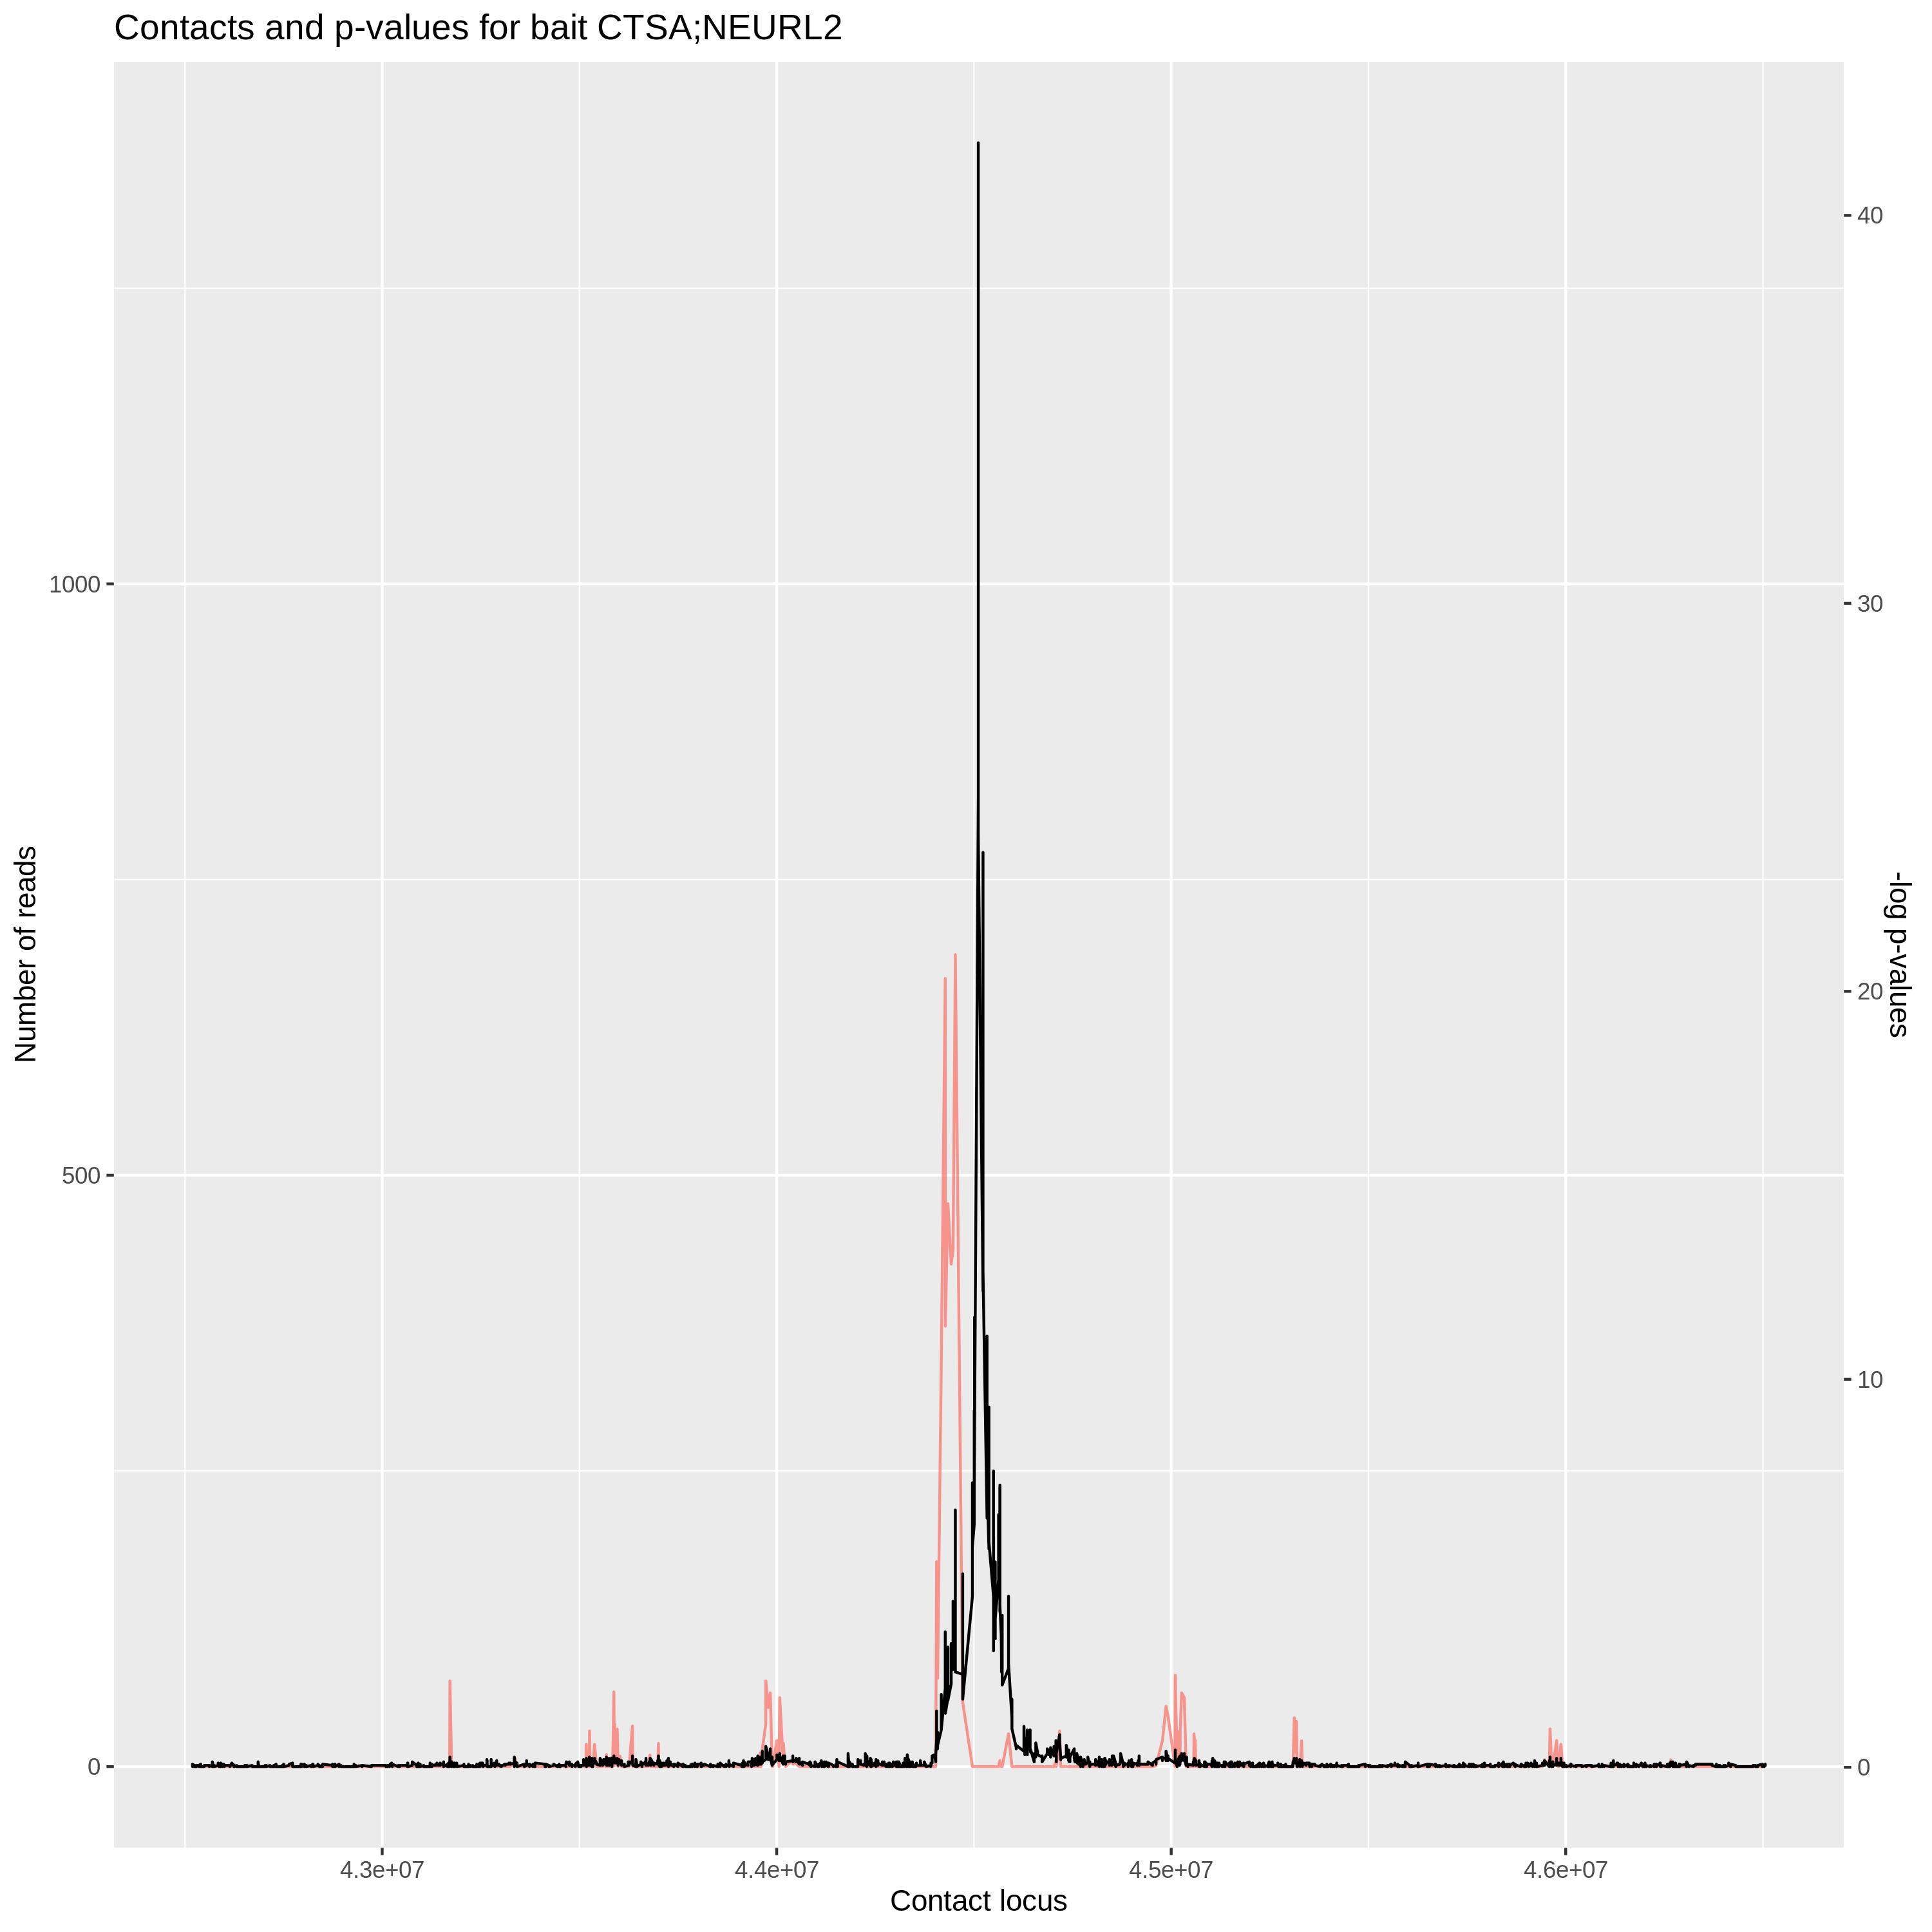 Contacts and p-values for bait CTSA;NEURL2
Number of reads
1000
500
0
40
30
20
10
0
-log p-values
4.3e+07
4.4e+07
4.5e+07
4.6e+07
Contact locus